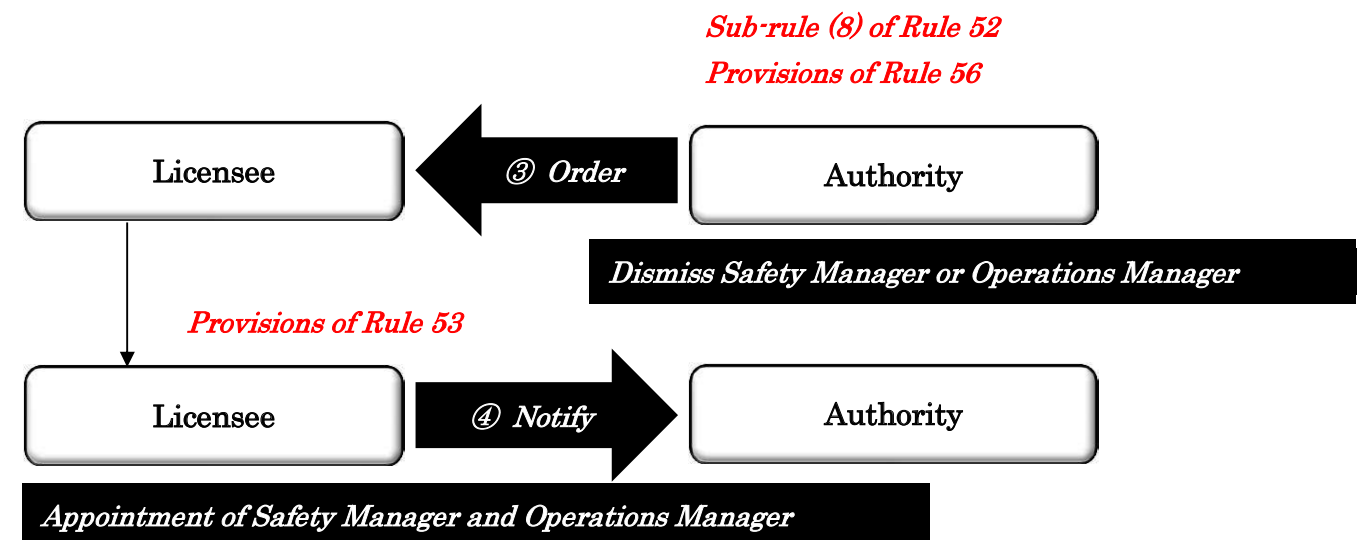 Sub-rule (8) of Rule 52
Provisions of Rule 56
Licensee
③ Order
Authority
Dismiss Safety Manager or Operations Manager
Provisions of Rule 53
Licensee
④ Notify
Authority
Appointment of Safety Manager and Operations Manager